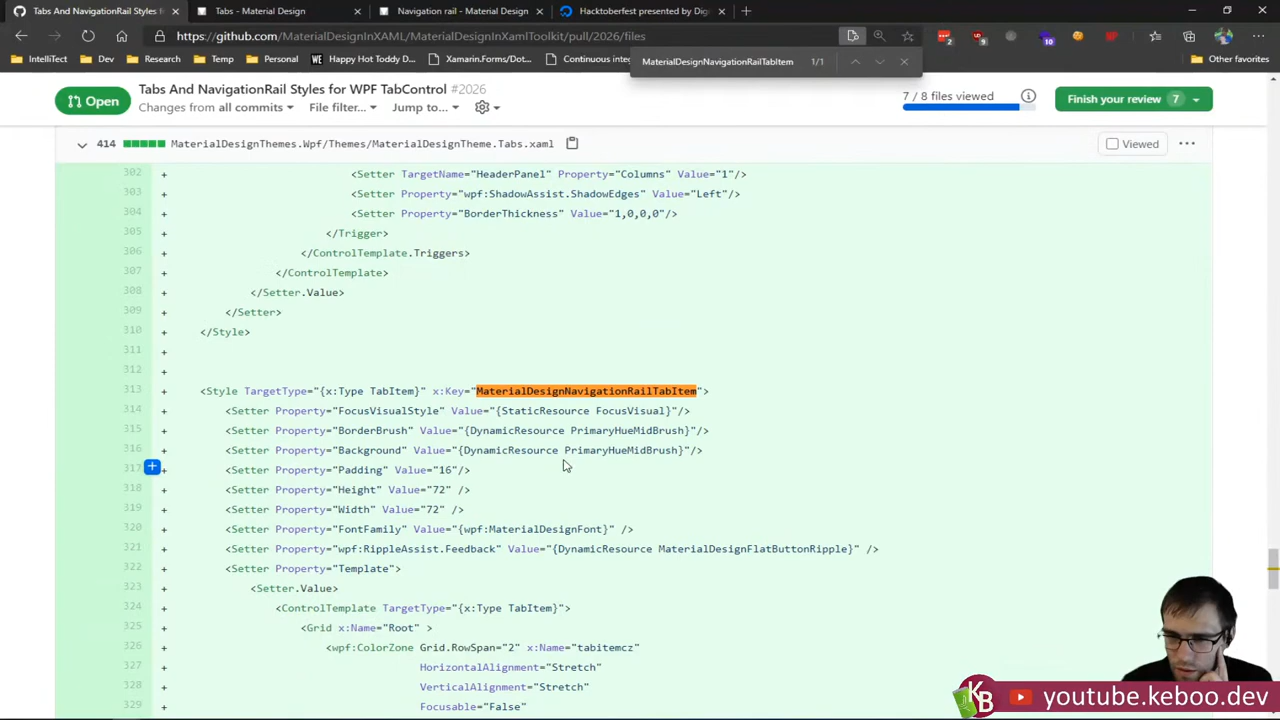 Tabs And NavigationRail Styles for
Tabs - Material Design
Navigation rail - Material Design
Hacktoberfest presented by Dig
https://github.com/MaterialDesignInXAML/MaterialDesignInXamlToolkit/pull/2026/files
IntelliTect
Dev
Research
Temp
Personal
Happy Hot Toddy D...
Xamarin.Forms/Dot...
Continuous integ
Other favorites
MaterialDesignNavigationRailTabItem 1/1
Open
Tabs And NavigationRail Styles for WPF TabControl #2026
Changes from all commits
File filter...
Jump to...
7 / 8 files viewed
Finish your review 7
414 MaterialDesignThemes.Wpf/Themes/MaterialDesignTheme.Tabs.xaml
Viewed
302 + <Setter TargetName="HeaderPanel" Property="Columns" Value="1"/>
303 + <Setter Property="wpf:ShadowAssist.ShadowEdges" Value="Left"/>
304 + <Setter Property="BorderThickness" Value="1,0,0,0"/>
305 + </Trigger>
306 + </ControlTemplate.Triggers>
307 + </ControlTemplate>
308 + </Setter.Value>
309 + </Setter>
310 + </Style>
311 +
312 +
313 + <Style TargetType="{x:Type TabItem}" x:Key="MaterialDesignNavigationRailTabItem">
314 + <Setter Property="FocusVisualStyle" Value="{StaticResource FocusVisual}"/>
315 + <Setter Property="BorderBrush" Value="{DynamicResource PrimaryHueMidBrush}"/>
316 + <Setter Property="Background" Value="{DynamicResource PrimaryHueMidBrush}"/>
317 + <Setter Property="Padding" Value="16"/>
318 + <Setter Property="Height" Value="72" />
319 + <Setter Property="Width" Value="72" />
320 + <Setter Property="FontFamily" Value="{wpf:MaterialDesignFont}" />
321 + <Setter Property="wpf:RippleAssist.Feedback" Value="{DynamicResource MaterialDesignFlatButtonRipple}" />
322 + <Setter Property="Template">
323 + <Setter.Value>
324 + <ControlTemplate TargetType="{x:Type TabItem}">
325 + <Grid x:Name="Root" >
326 + <wpf:ColorZone Grid.RowSpan="2" x:Name="tabitemcz"
327 + HorizontalAlignment="Stretch"
328 + VerticalAlignment="Stretch"
329 + Focusable="False"
KB youtube.keboo.dev